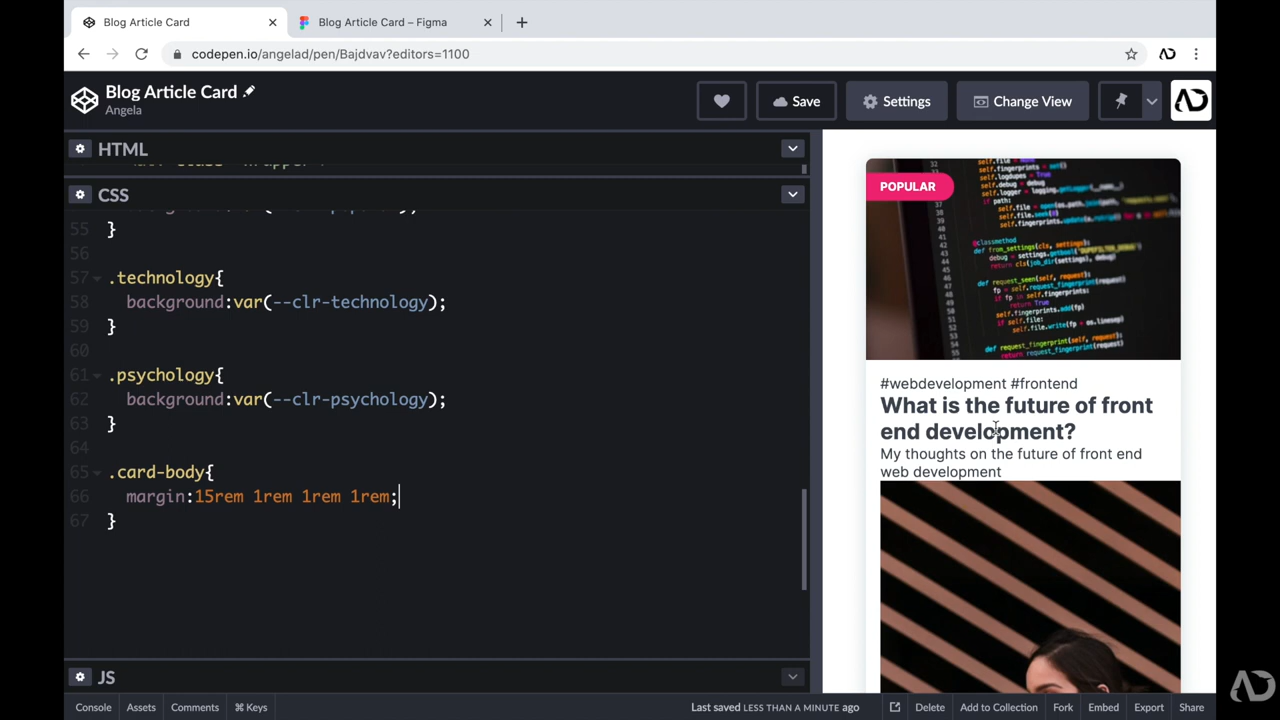 Blog Article Card
Blog Article Card – Figma
codepen.io/angelad/pen/Bajdvav?editors=1100
Blog Article Card
Angela
Save
Settings
Change View
HTML
CSS
55 }
56
57 .technology{
58 background:var(--clr-technology);
59 }
60
61 .psychology{
62 background:var(--clr-psychology);
63 }
64
65 .card-body{
66 margin:15rem 1rem 1rem 1rem;
67 }
JS
POPULAR
#webdevelopment #frontend
What is the future of front
end development?
My thoughts on the future of front end
web development
Console Assets Comments ⌘ Keys
Last saved LESS THAN A MINUTE ago
Delete Add to Collection Fork Embed Export Share